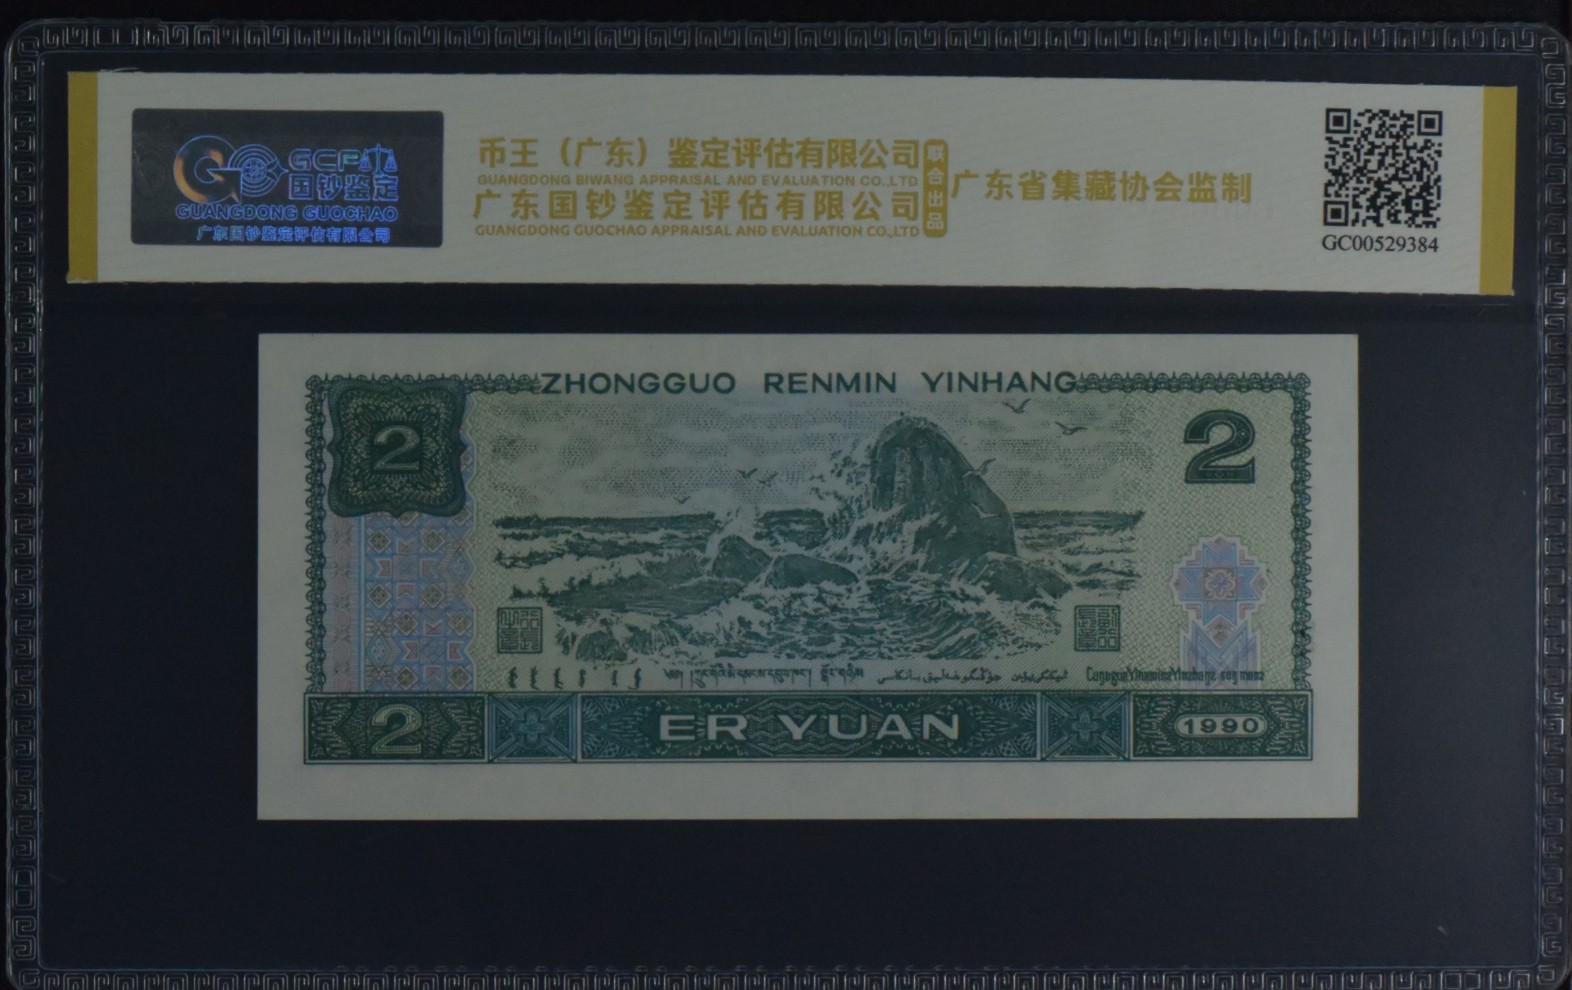 GCP
国钞鉴定
GUANGDONG GUOCHAO
广东国钞鉴定评估有限公司
币王（广东）鉴定评估有限公司
GUANGDONG BIWANG APPRAISAL AND EVALUATION CO.,LTD
广东国钞鉴定评估有限公司
GUANGDONG GUOCHAO APPRAISAL AND EVALUATION CO.,LTD
联合出品
广东省集藏协会监制
GC00529384
ZHONGGUO RENMIN YINHANG
2
2
2
ER YUAN
1990